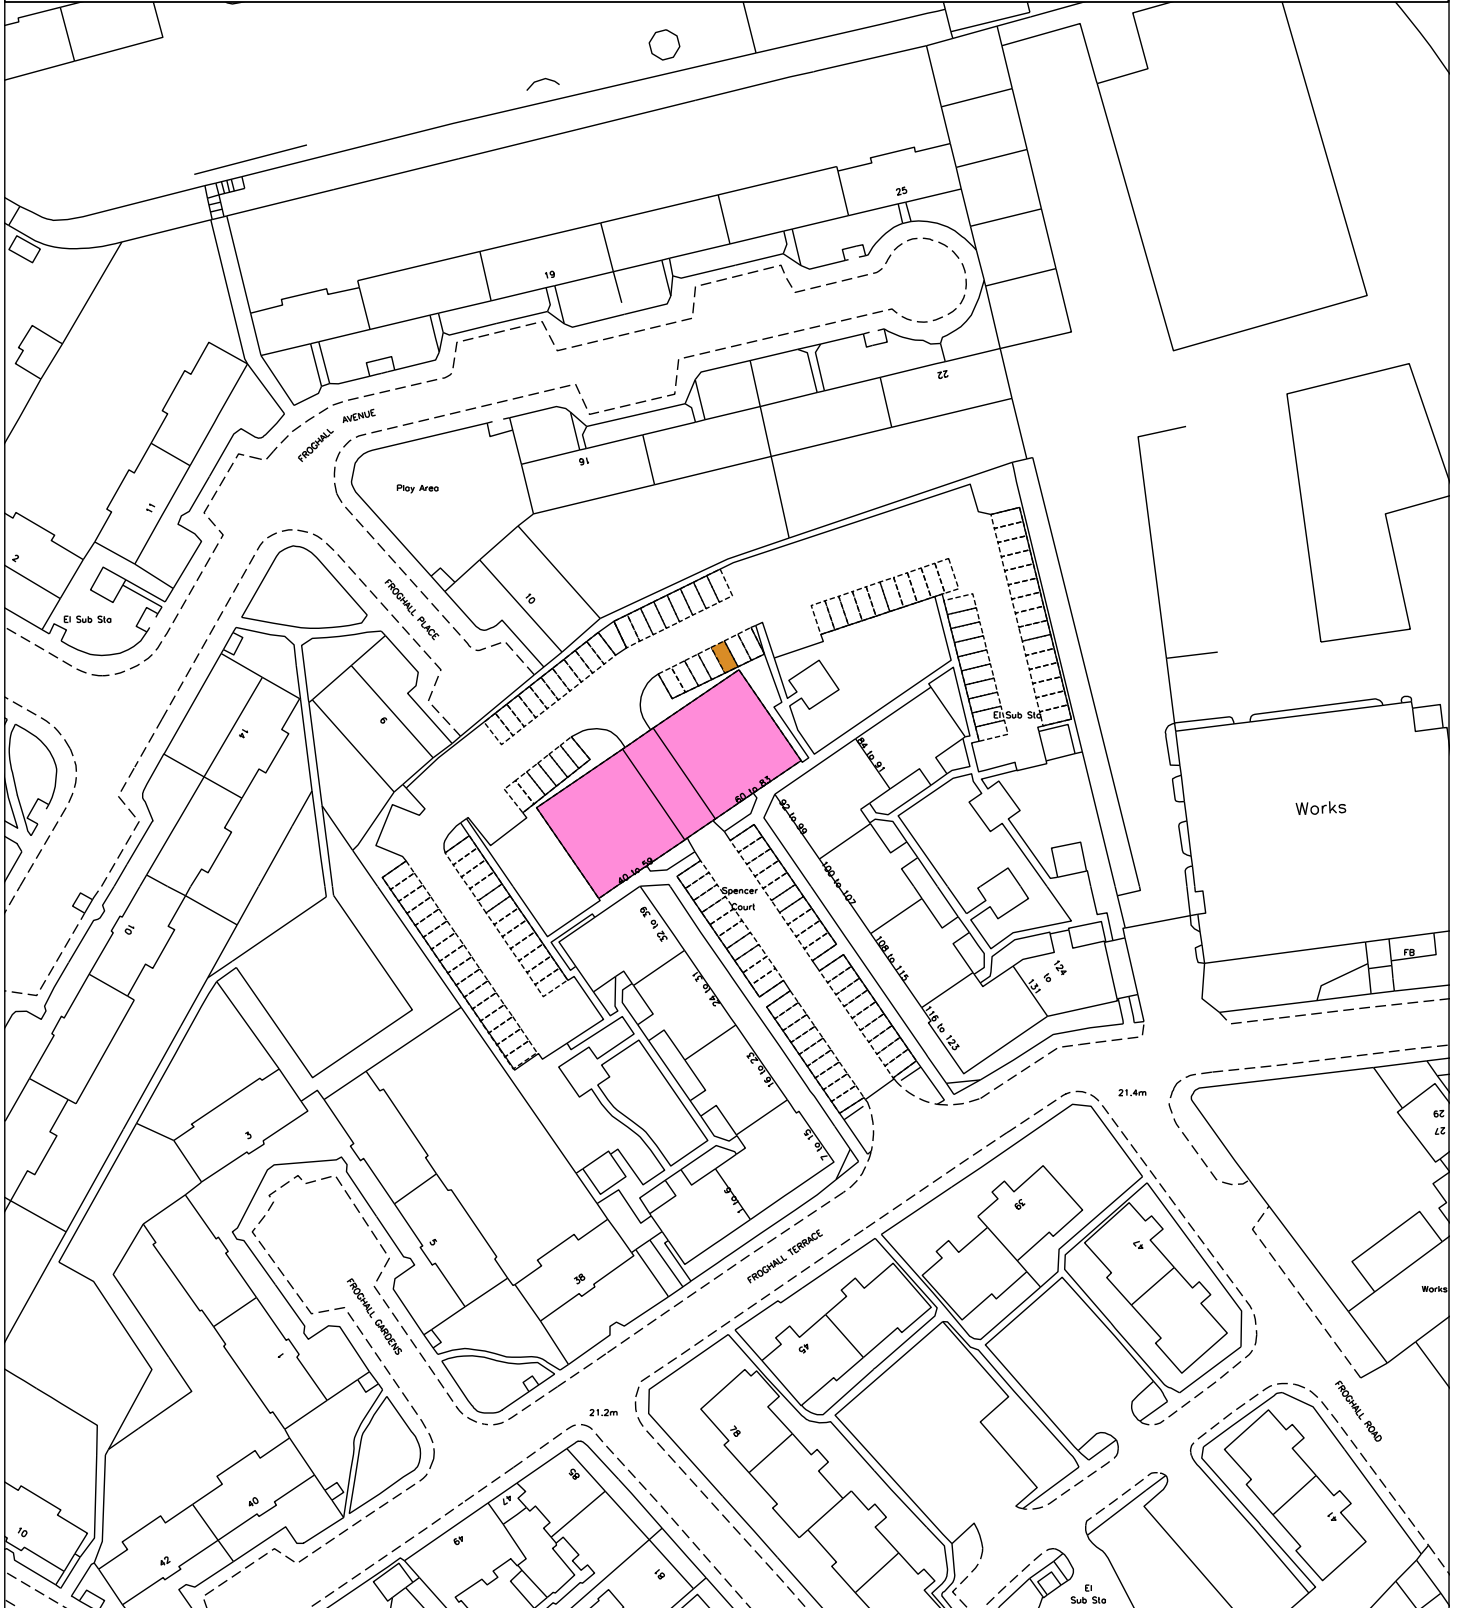 25
19
22
FROGHALL AVENUE
16
Play Area
11
2
El Sub Sta
FROGHALL PLACE
10
6
14
El Sub Sta
84 to 91
60 to 83
92 to 99
Works
40 to 59
100 to 107
Spencer
Court
32 to 39
10
108 to 115
24 to 31
124
to
131
FB
116 to 123
16 to 23
21.4m
29
27
3
7 to 15
1 to 6
39
5
47
FROGHALL TERRACE
38
Works
FROGHALL GARDENS
1
45
21.2m
FROGHALL ROAD
78
85
47
40
49
41
10
42
81
El
Sub Sta